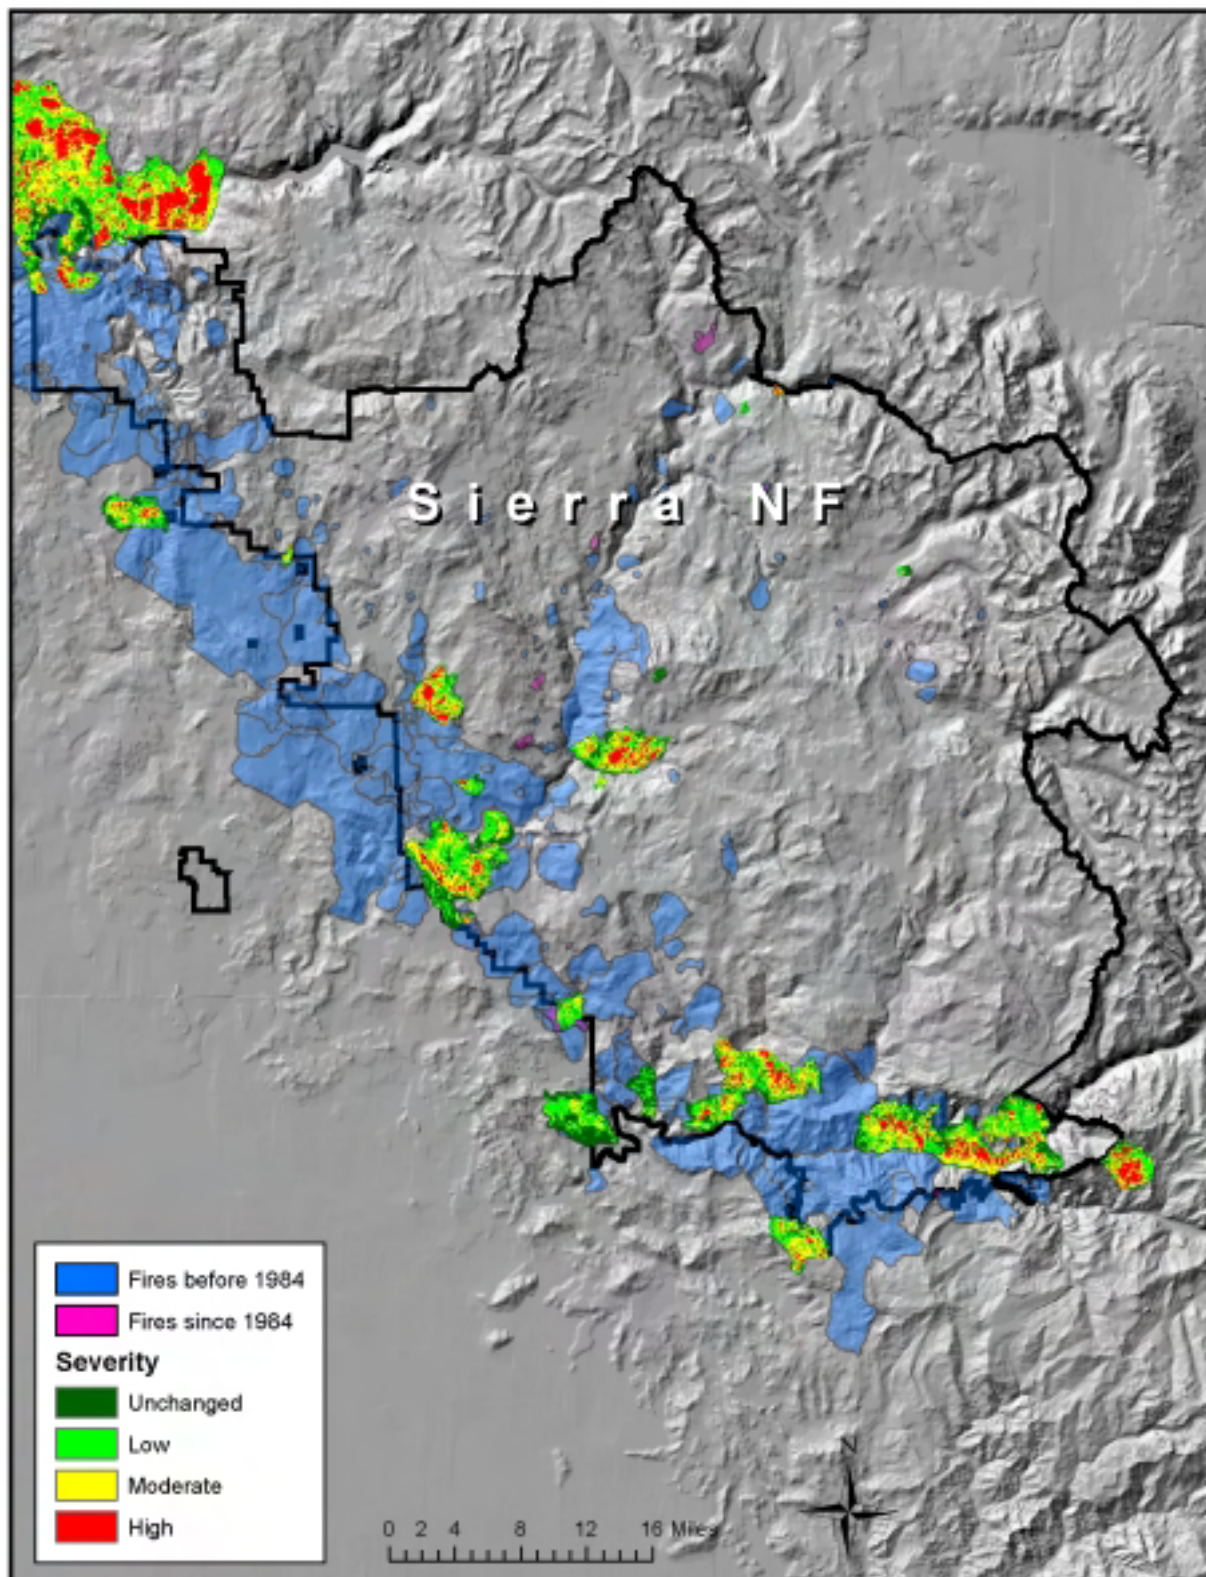 Sierra NF
Fires before 1984
Fires since 1984
Severity
Unchanged
Low
Moderate
High
N
0 2 4 8 12 16 Miles